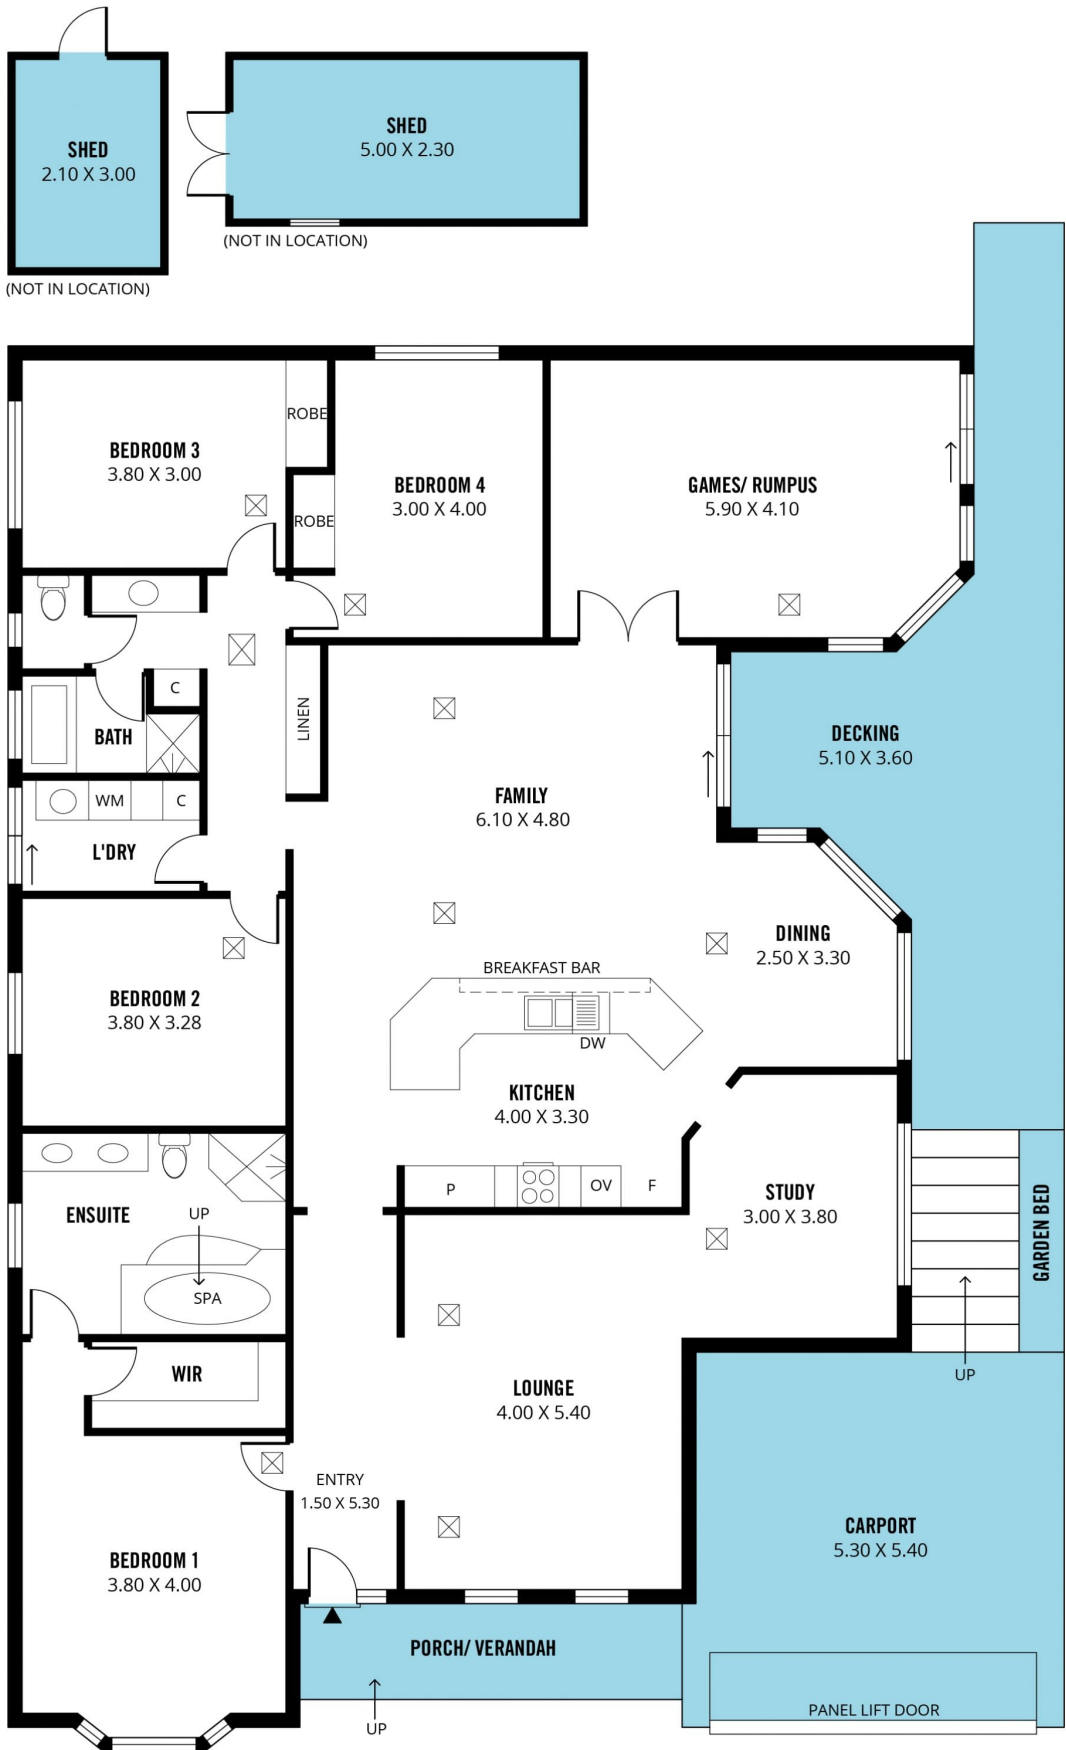 SHED
2.10 X 3.00
(NOT IN LOCATION)
SHED
5.00 X 2.30
(NOT IN LOCATION)
BEDROOM 3
3.80 X 3.00
ROBE
ROBE
BEDROOM 4
3.00 X 4.00
GAMES/ RUMPUS
5.90 X 4.10
C
BATH
LINEN
WM
C
L'DRY
FAMILY
6.10 X 4.80
DECKING
5.10 X 3.60
DINING
2.50 X 3.30
BREAKFAST BAR
DW
BEDROOM 2
3.80 X 3.28
KITCHEN
4.00 X 3.30
P
OV
F
STUDY
3.00 X 3.80
GARDEN BED
UP
ENSUITE
UP
SPA
WIR
LOUNGE
4.00 X 5.40
ENTRY
1.50 X 5.30
BEDROOM 1
3.80 X 4.00
CARPORT
5.30 X 5.40
PORCH/ VERANDAH
UP
PANEL LIFT DOOR